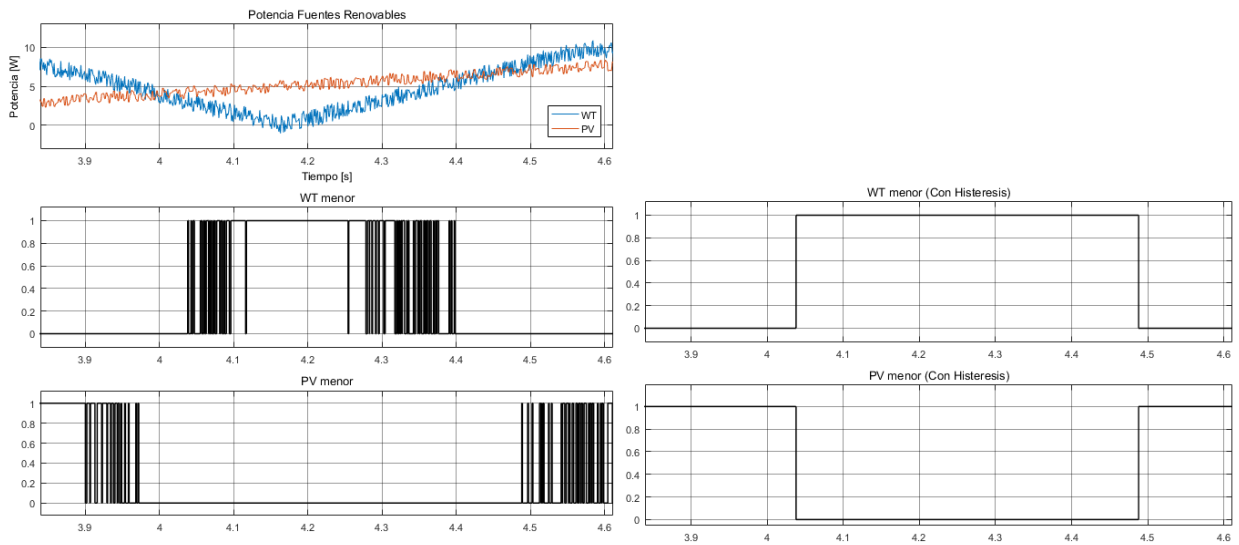 Potencia Fuentes Renovables
Potencia [W]
10
5
0
WT
PV
3.9 4 4.1 4.2 4.3 4.4 4.5 4.6
Tiempo [s]
WT menor
1
0.8
0.6
0.4
0.2
0
3.9 4 4.1 4.2 4.3 4.4 4.5 4.6
PV menor
1
0.8
0.6
0.4
0.2
0
3.9 4 4.1 4.2 4.3 4.4 4.5 4.6
WT menor (Con Histeresis)
1
0.8
0.6
0.4
0.2
0
3.9 4 4.1 4.2 4.3 4.4 4.5 4.6
PV menor (Con Histeresis)
1
0.8
0.6
0.4
0.2
0
3.9 4 4.1 4.2 4.3 4.4 4.5 4.6